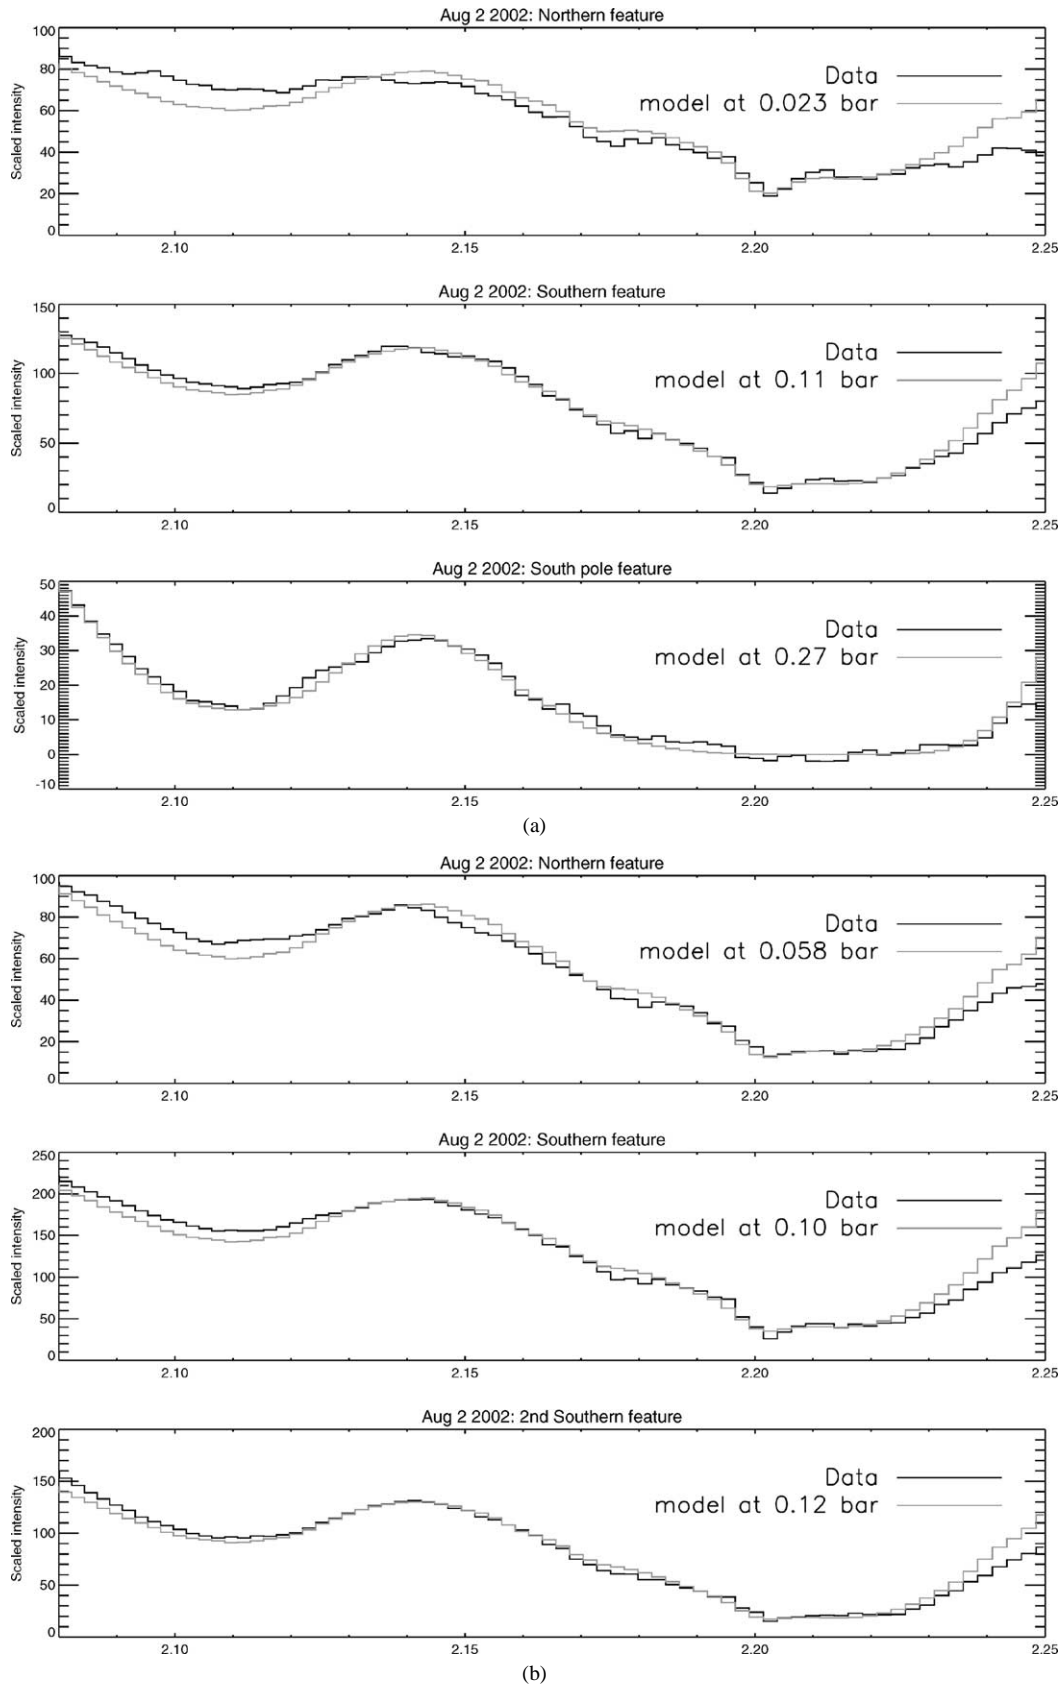 Aug 2 2002: Northern feature
100
80
60
40
20
0
Scaled intensity
Data
model at 0.023 bar
2.10 2.15 2.20 2.25
Aug 2 2002: Southern feature
150
100
50
0
Scaled intensity
Data
model at 0.11 bar
2.10 2.15 2.20 2.25
Aug 2 2002: South pole feature
50
40
30
20
10
0
-10
Scaled intensity
Data
model at 0.27 bar
2.10 2.15 2.20 2.25
(a)
Aug 2 2002: Northern feature
100
80
60
40
20
0
Scaled intensity
Data
model at 0.058 bar
2.10 2.15 2.20 2.25
Aug 2 2002: Southern feature
250
200
150
100
50
0
Scaled intensity
Data
model at 0.10 bar
2.10 2.15 2.20 2.25
Aug 2 2002: 2nd Southern feature
200
150
100
50
0
Scaled intensity
Data
model at 0.12 bar
2.10 2.15 2.20 2.25
(b)